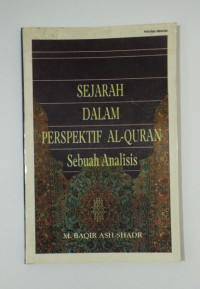 SEJARAH
DALAM
PERSPEKTIF AL-QURAN
Sebuah Analisis
M. BAQIR ASH-SHADR